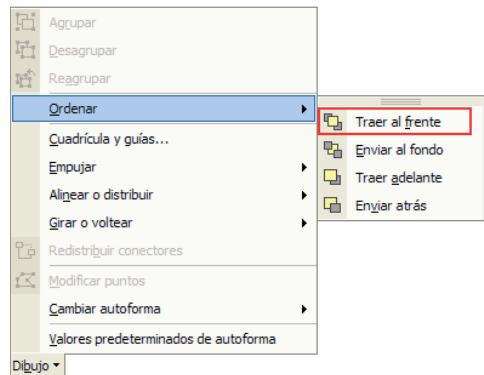 Agrupar
Desagrupar
Reagrupar
Ordenar
Cuadrícula y guías...
Empujar
Alinear o distribuir
Girar o voltear
Redistribuir conectores
Modificar puntos
Cambiar autoforma
Valores predeterminados de autoforma
Dibujo
Traer al frente
Enviar al fondo
Traer adelante
Enviar atrás